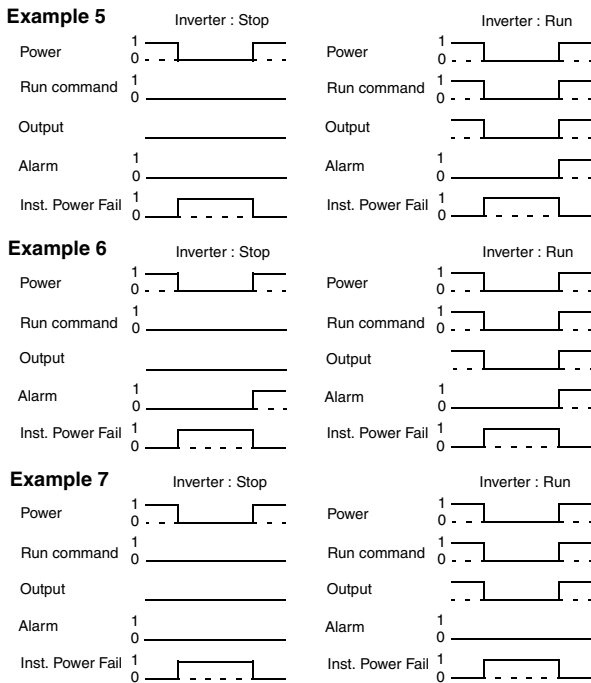 Example 5
Inverter : Stop
Inverter : Run
Power 1 0
Power 1 0
Run command 1 0
Run command 1 0
Output
Output
Alarm 1 0
Alarm 1 0
Inst. Power Fail 1 0
Inst. Power Fail 1 0
Example 6
Inverter : Stop
Inverter : Run
Power 1 0
Power 1 0
Run command 1 0
Run command 1 0
Output
Output
Alarm 1 0
Alarm 1 0
Inst. Power Fail 1 0
Inst. Power Fail 1 0
Example 7
Inverter : Stop
Inverter : Run
Power 1 0
Power 1 0
Run command 1 0
Run command 1 0
Output
Output
Alarm 1 0
Alarm 1 0
Inst. Power Fail 1 0
Inst. Power Fail 1 0